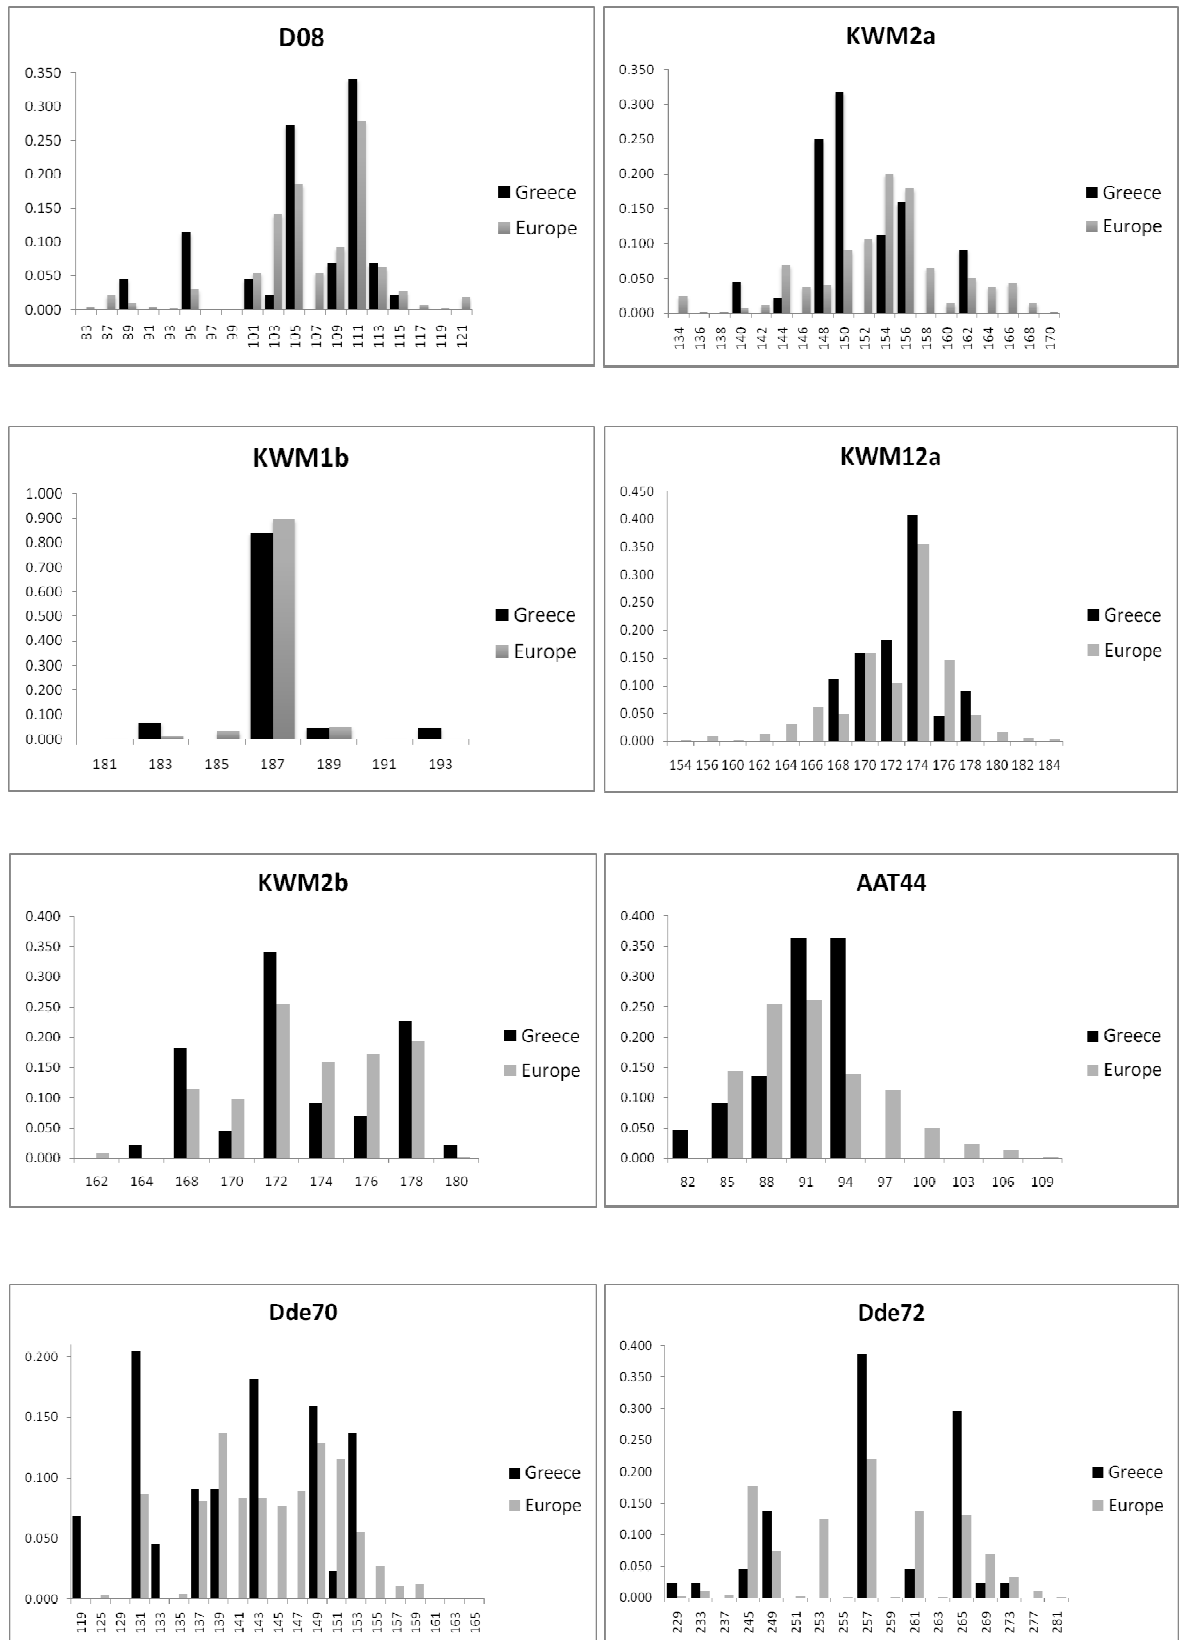 D08
0.350
0.300
0.250
0.200
0.150
0.100
0.050
0.000
83 87 89 91 93 95 97 99 101 103 105 107 109 111 113 115 117 119 121
Greece
Europe
KWM2a
0.350
0.300
0.250
0.200
0.150
0.100
0.050
0.000
134 136 138 140 142 144 146 148 150 152 154 156 158 160 162 164 166 168 170
Greece
Europe
KWM1b
1.000
0.900
0.800
0.700
0.600
0.500
0.400
0.300
0.200
0.100
0.000
181 183 185 187 189 191 193
Greece
Europe
KWM12a
0.450
0.400
0.350
0.300
0.250
0.200
0.150
0.100
0.050
0.000
154 156 160 162 164 166 168 170 172 174 176 178 180 182 184
Greece
Europe
KWM2b
0.400
0.350
0.300
0.250
0.200
0.150
0.100
0.050
0.000
162 164 168 170 172 174 176 178 180
Greece
Europe
AAT44
0.400
0.350
0.300
0.250
0.200
0.150
0.100
0.050
0.000
82 85 88 91 94 97 100 103 106 109
Greece
Europe
Dde70
0.200
0.150
0.100
0.050
0.000
119 125 129 131 133 135 137 139 141 143 145 147 149 151 153 155 157 159 161 163 165
Greece
Europe
Dde72
0.400
0.350
0.300
0.250
0.200
0.150
0.100
0.050
0.000
229 233 237 245 249 251 253 255 257 259 261 263 265 269 273 277 281
Greece
Europe